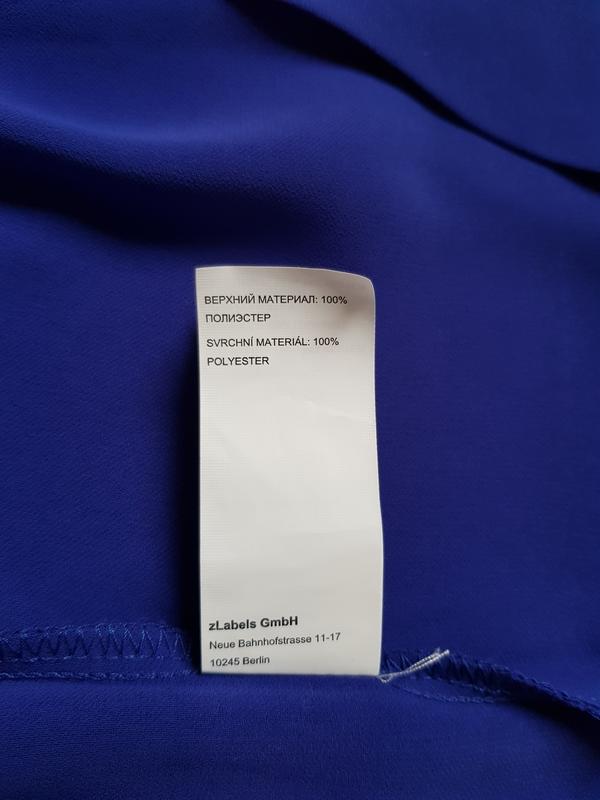 ВЕРХНИЙ МАТЕРИАЛ: 100%
ПОЛИЭСТЕР
SVRCHNÍ MATERIÁL: 100%
POLYESTER
zLabels GmbH
Neue Bahnhofstrasse 11-17
10245 Berlin